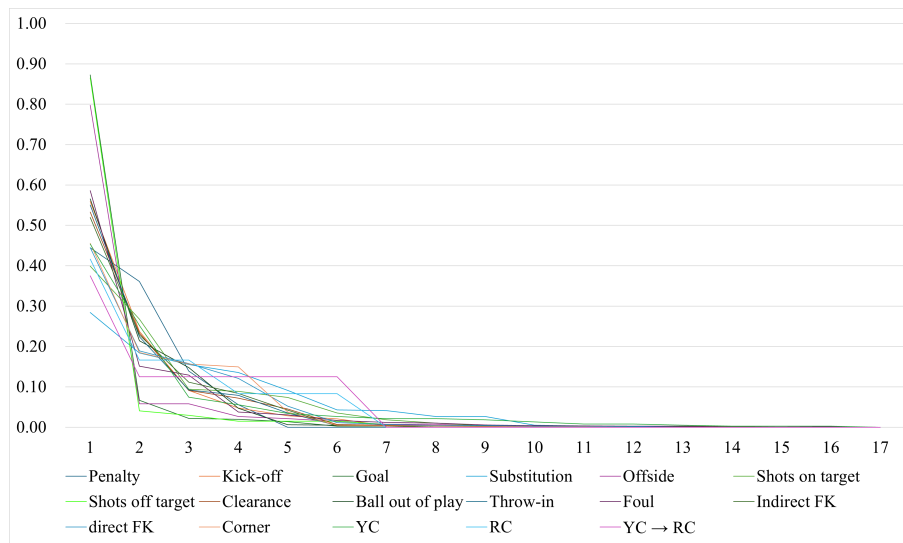 1.00
0.90
0.80
0.70
0.60
0.50
0.40
0.30
0.20
0.10
0.00
1 2 3 4 5 6 7 8 9 10 11 12 13 14 15 16 17
Penalty Kick-off Goal Substitution Offside Shots on target
Shots off target Clearance Ball out of play Throw-in Foul Indirect FK
direct FK Corner YC RC YC → RC